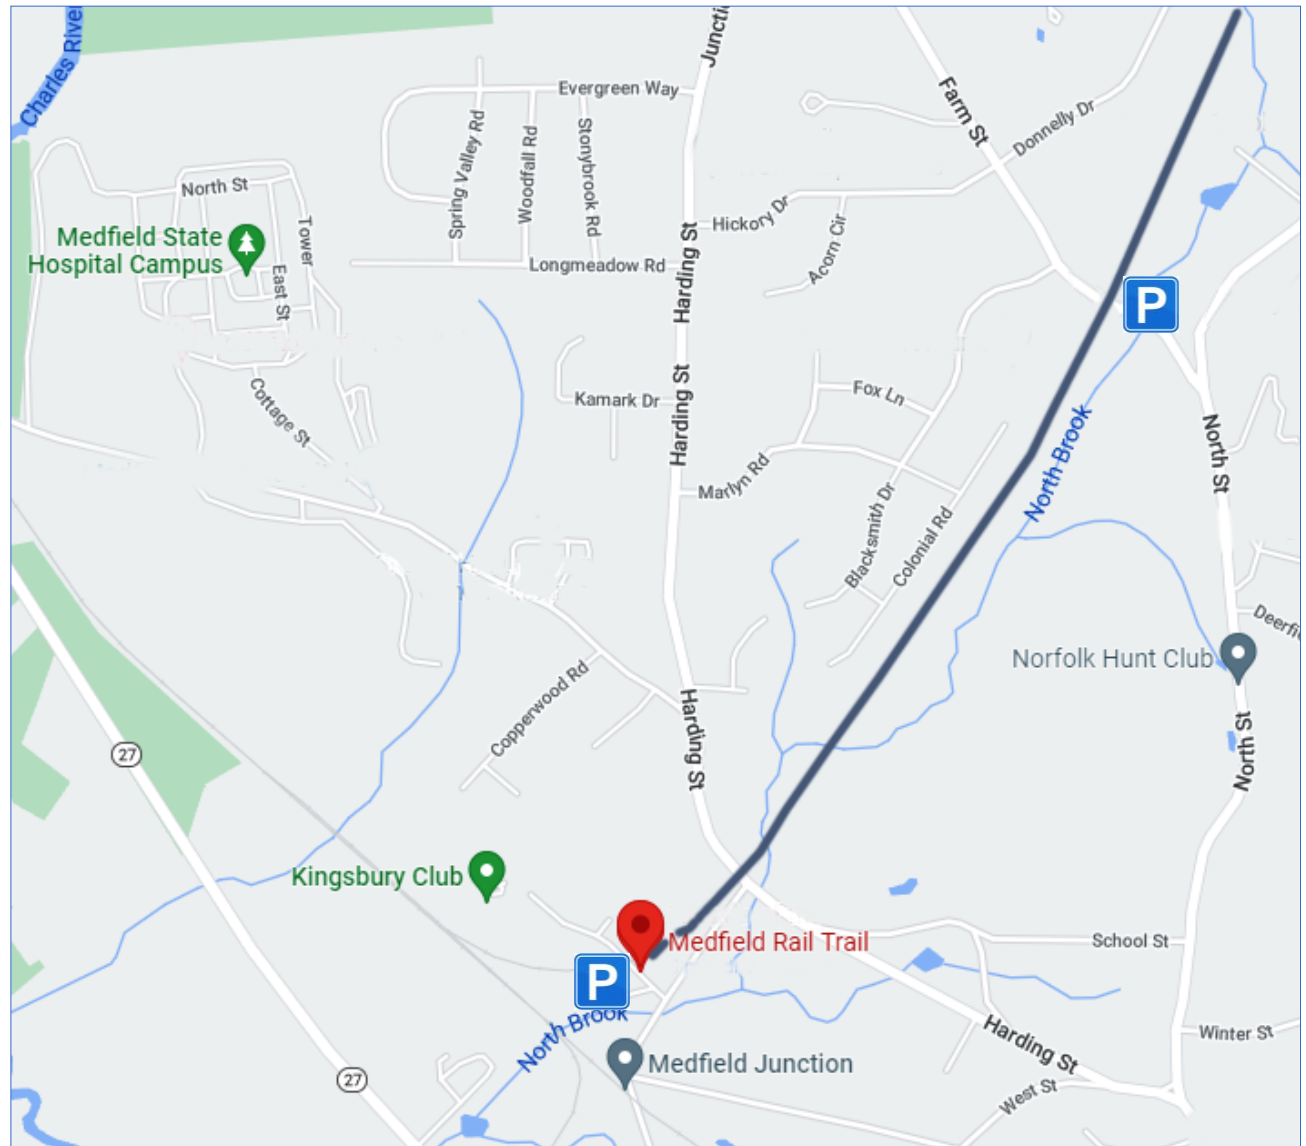 Junctio
Charles River
Evergreen Way
Farm St
Donnelly Dr
Spring Valley Rd
Woodfall Rd
Stonybrook Rd
North St
Tower
Hickory Dr
Acorn Cir
Medfield State
Hospital Campus
East St
Longmeadow Rd
Harding St
P
Cottage St
Kamark Dr
Harding St
Fox Ln
North Brook
North St
Marlyn Rd
Blacksmith Dr
Colonial Rd
Deerfie
Norfolk Hunt Club
Copperwood Rd
Harding St
North St
27
Kingsbury Club
Medfield Rail Trail
School St
P
North Brook
Harding St
Winter St
Medfield Junction
27
West St